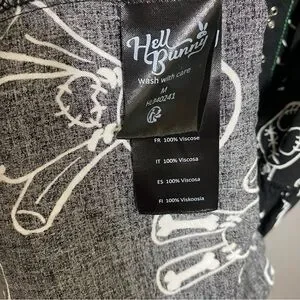 Hell
Bunny
Wash with care
M
FR 100% Viscose
IT 100% Viscosa
ES 100% Viscosa
FI 100% Viskoosia